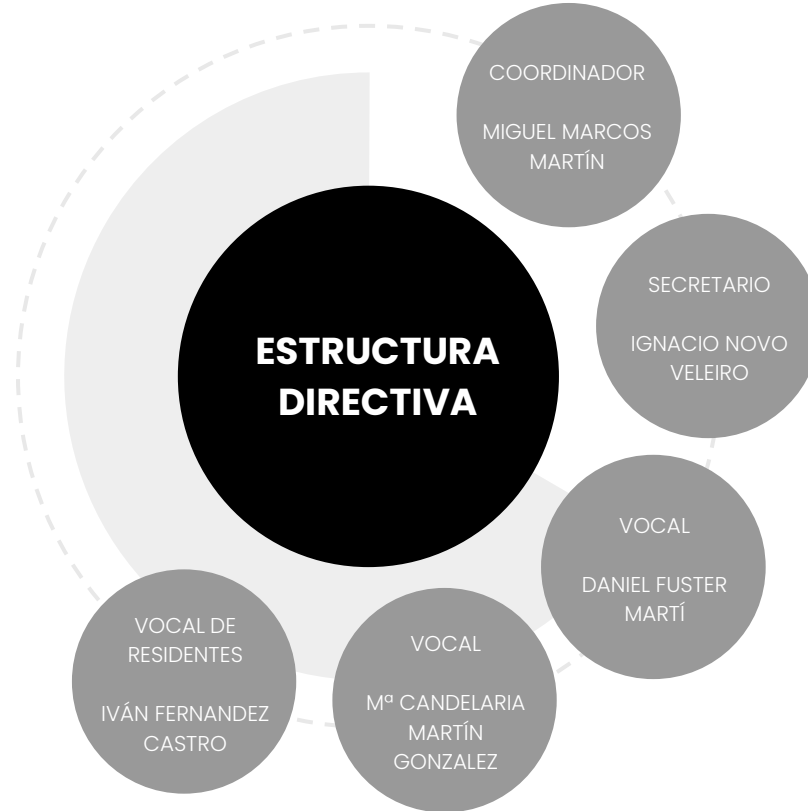 COORDINADOR
MIGUEL MARCOS
MARTÍN
SECRETARIO
IGNACIO NOVO
VELEIRO
ESTRUCTURA
DIRECTIVA
VOCAL
DANIEL FUSTER
MARTÍ
VOCAL
Mª CANDELARIA
MARTÍN
GONZALEZ
VOCAL DE
RESIDENTES
IVÁN FERNANDEZ
CASTRO